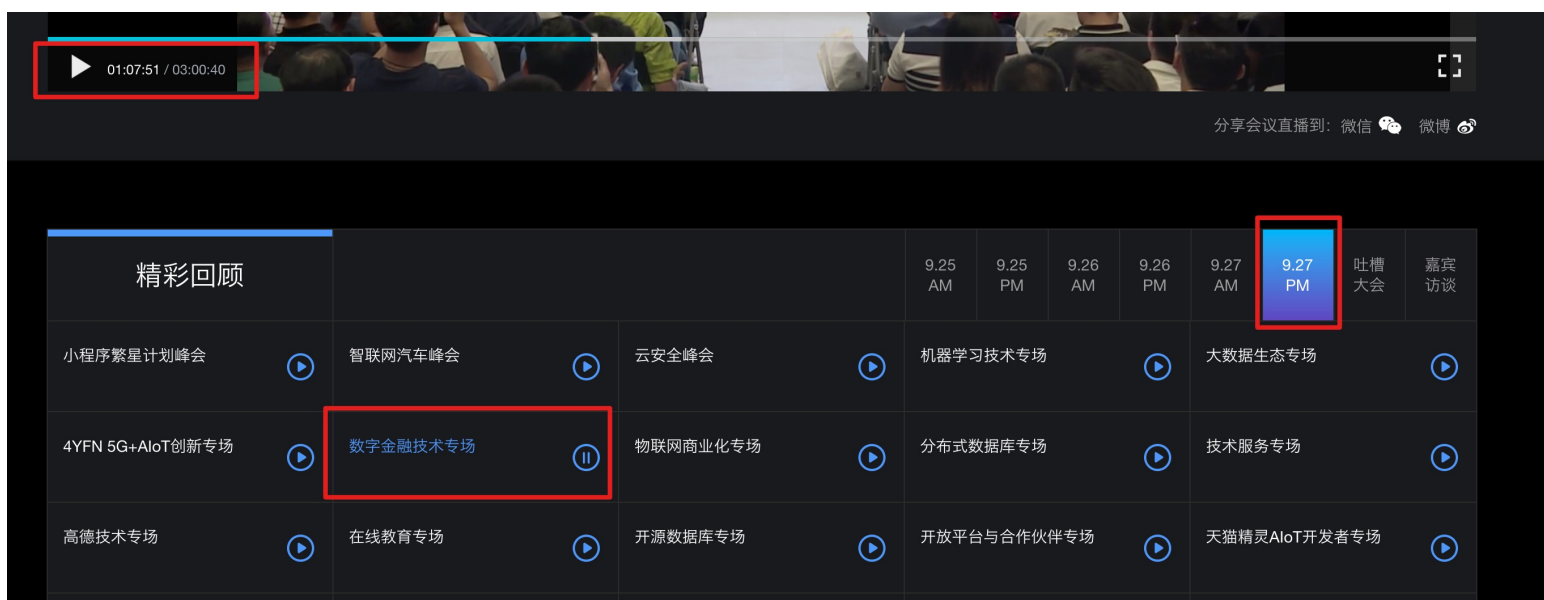 01:07:51 / 03:00:40
分享会议直播到: 微信 微博
精彩回顾
9.25 AM
9.25 PM
9.26 AM
9.26 PM
9.27 AM
9.27 PM
吐槽大会
嘉宾访谈
小程序繁星计划峰会
智联网汽车峰会
云安全峰会
机器学习技术专场
大数据生态专场
4YFN 5G+AIoT创新专场
数字金融技术专场
物联网商业化专场
分布式数据库专场
技术服务专场
高德技术专场
在线教育专场
开源数据库专场
开放平台与合作伙伴专场
天猫精灵AIoT开发者专场